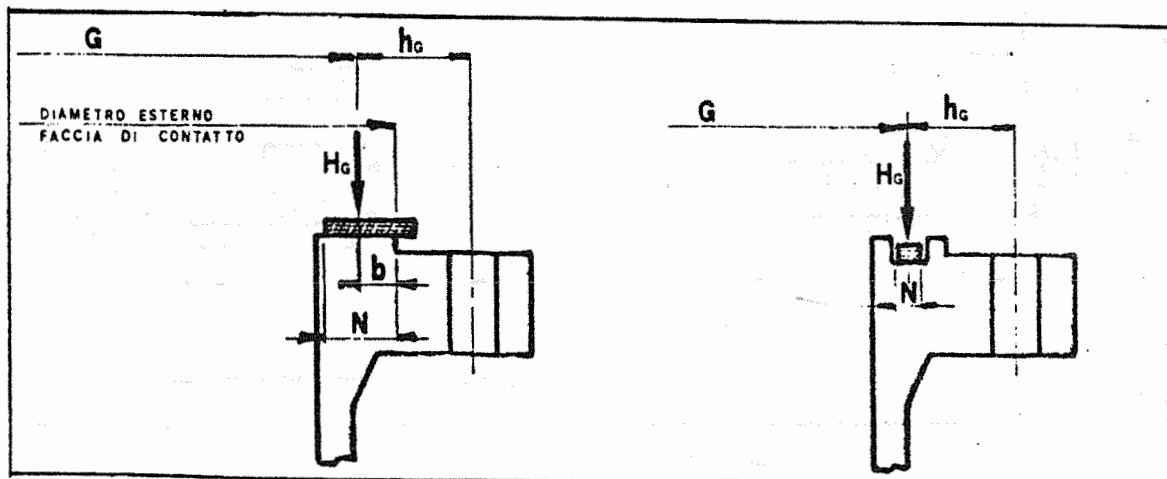 G
hG
DIAMETRO ESTERNO
FACCIA DI CONTATTO
HG
b
N
G
hG
HG
N